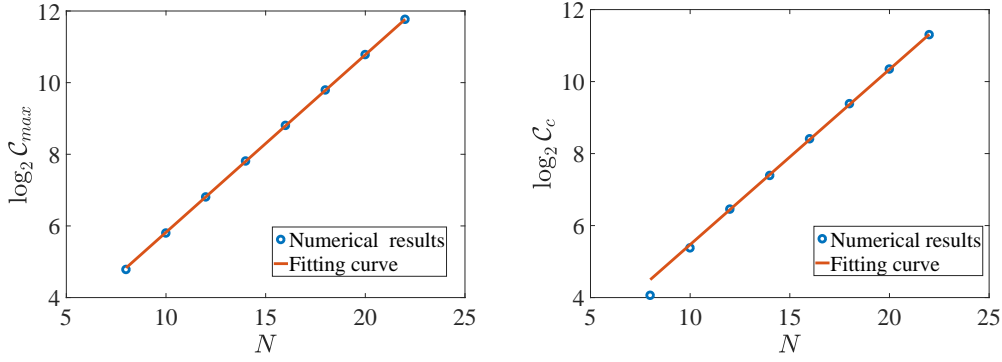 12
10
8
6
4
log₂ 𝒞ₘₐₓ
Numerical results
Fitting curve
5 10 15 20 25
N
12
10
8
6
4
log₂ 𝒞_c
Numerical results
Fitting curve
5 10 15 20 25
N